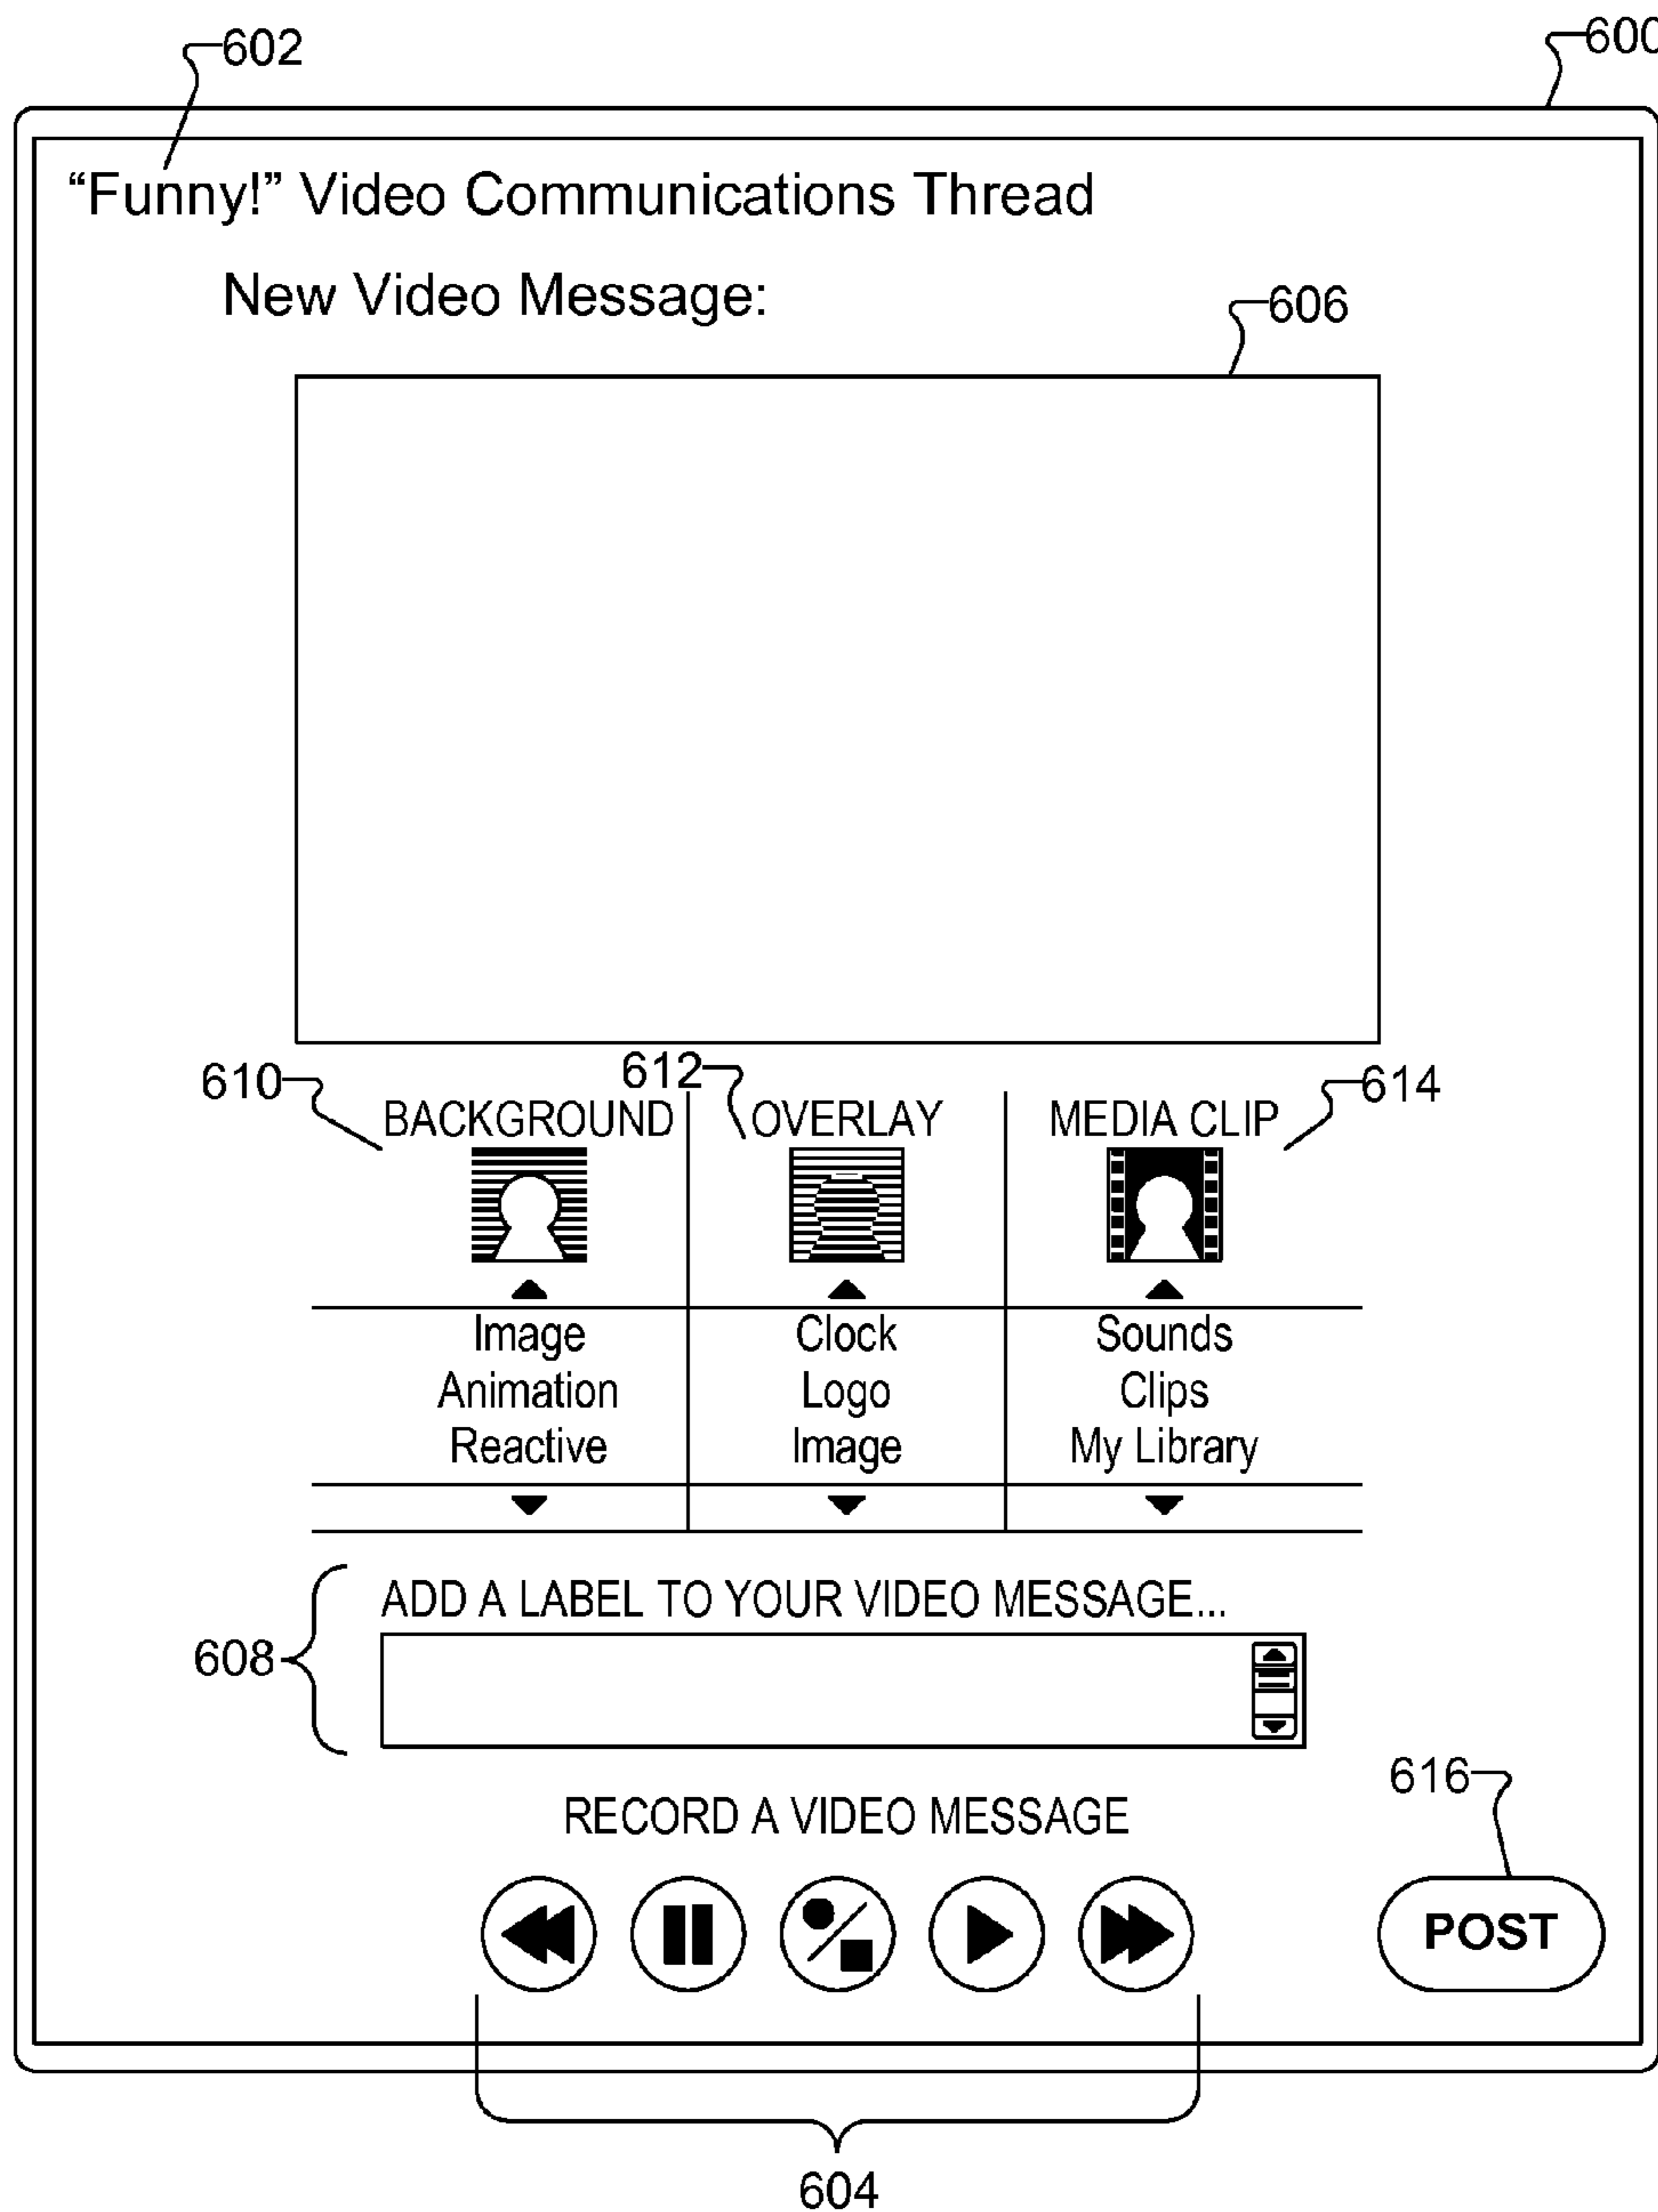 602
600
“Funny!” Video Communications Thread
New Video Message:
606
610
612
614
BACKGROUND
OVERLAY
MEDIA CLIP
Image
Clock
Sounds
Animation
Logo
Clips
Reactive
Image
My Library
608
ADD A LABEL TO YOUR VIDEO MESSAGE...
616
RECORD A VIDEO MESSAGE
POST
604